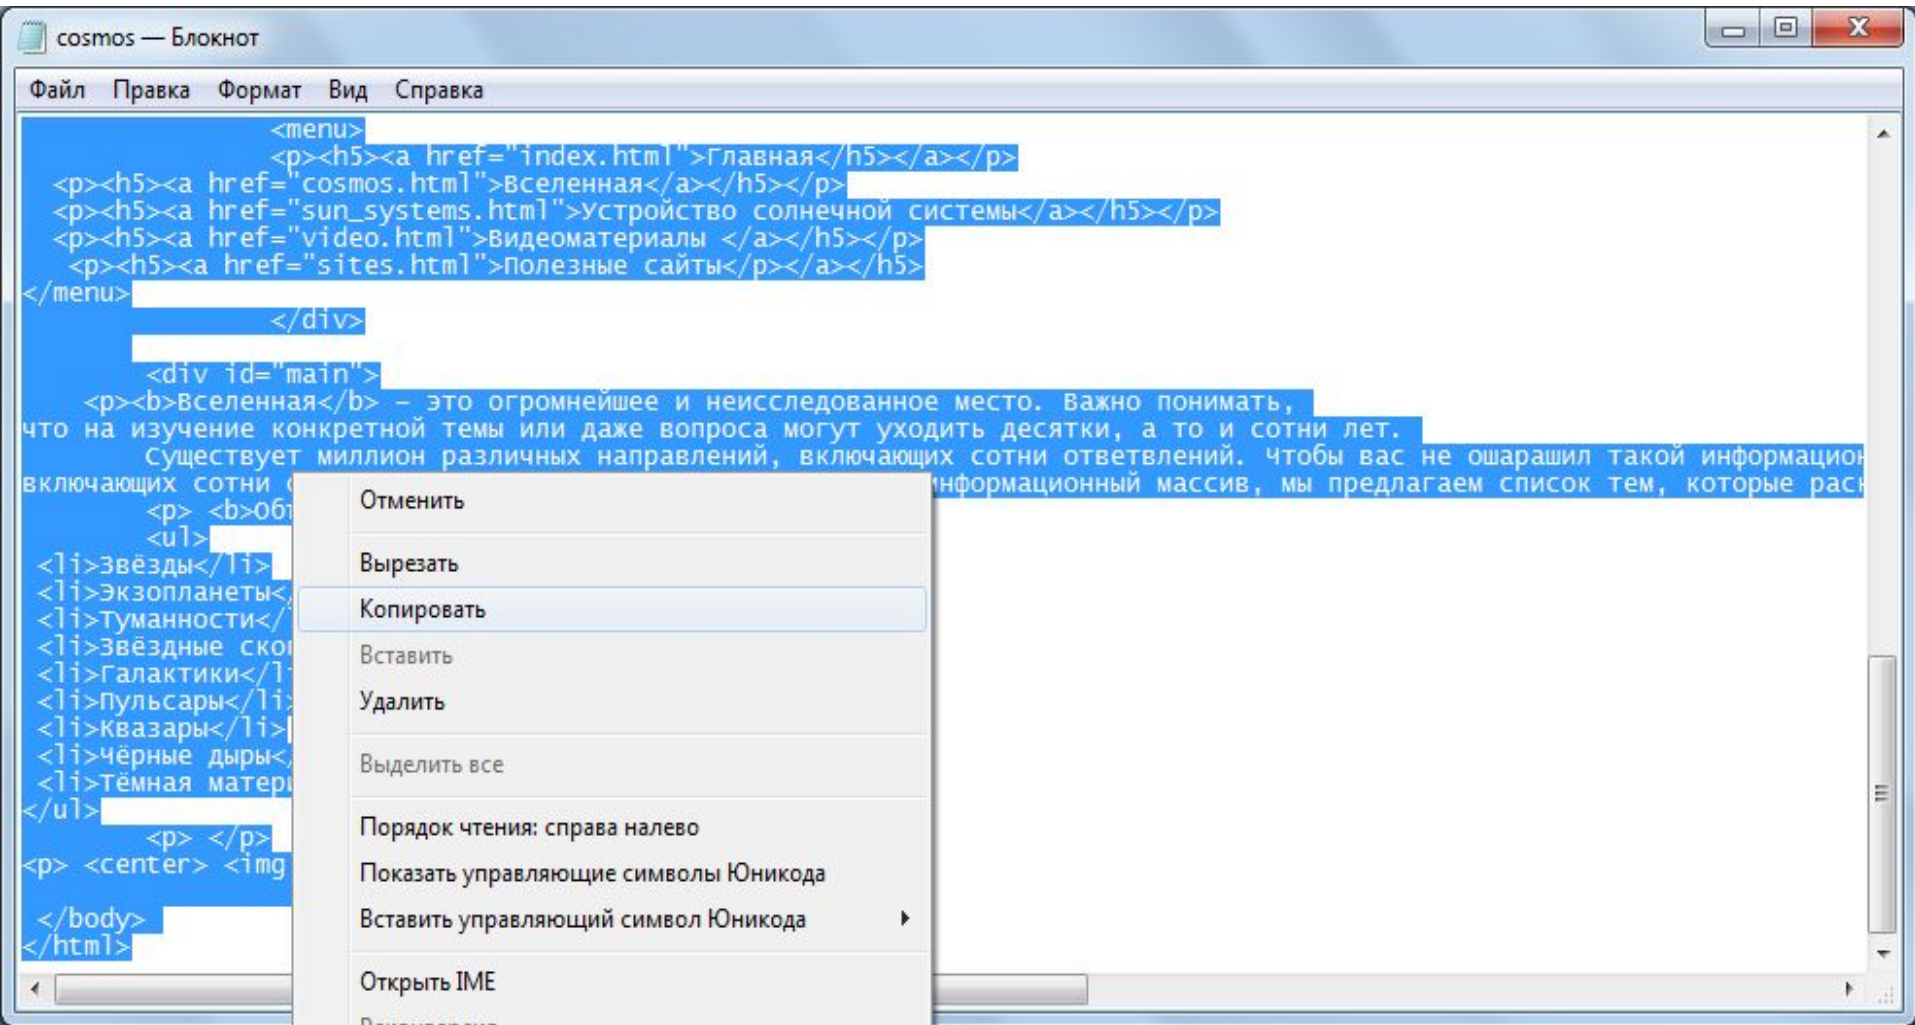 cosmos — Блокнот
Файл Правка Формат Вид Справка
<menu>
<p><h5><a href="index.html">Главная</h5></a></p>
<p><h5><a href="cosmos.html">Вселенная</a></h5></p>
<p><h5><a href="sun_systems.html">Устройство солнечной системы</a></h5></p>
<p><h5><a href="video.html">Видеоматериалы </a></h5></p>
<p><h5><a href="sites.html">Полезные сайты</p></a></h5>
</menu>
</div>
<div id="main">
<p><b>Вселенная</b> – это огромнейшее и неисследованное место. Важно понимать,
что на изучение конкретной темы или даже вопроса могут уходить десятки, а то и сотни лет.
Существует миллион различных направлений, включающих сотни ответвлений. Чтобы вас не ошарашил такой информацион
включающих сотни нформационный массив, мы предлагаем список тем, которые
<p> <b>Об
<ul>
<li>Звёзды</li>
<li>Экзопланеты<
<li>Туманности</
<li>Звёздные
<li>Галактики</l
<li>Пульсары</li>
<li>Квазары</li>
<li>Чёрные дыры<
<li>Тёмная
</ul>
<p> </p>
<p> <center> <img
</body>
</html>
Отменить
Вырезать
Копировать
Вставить
Удалить
Выделить все
Порядок чтения: справа налево
Показать управляющие символы Юникода
Вставить управляющий символ Юникода
Открыть IME